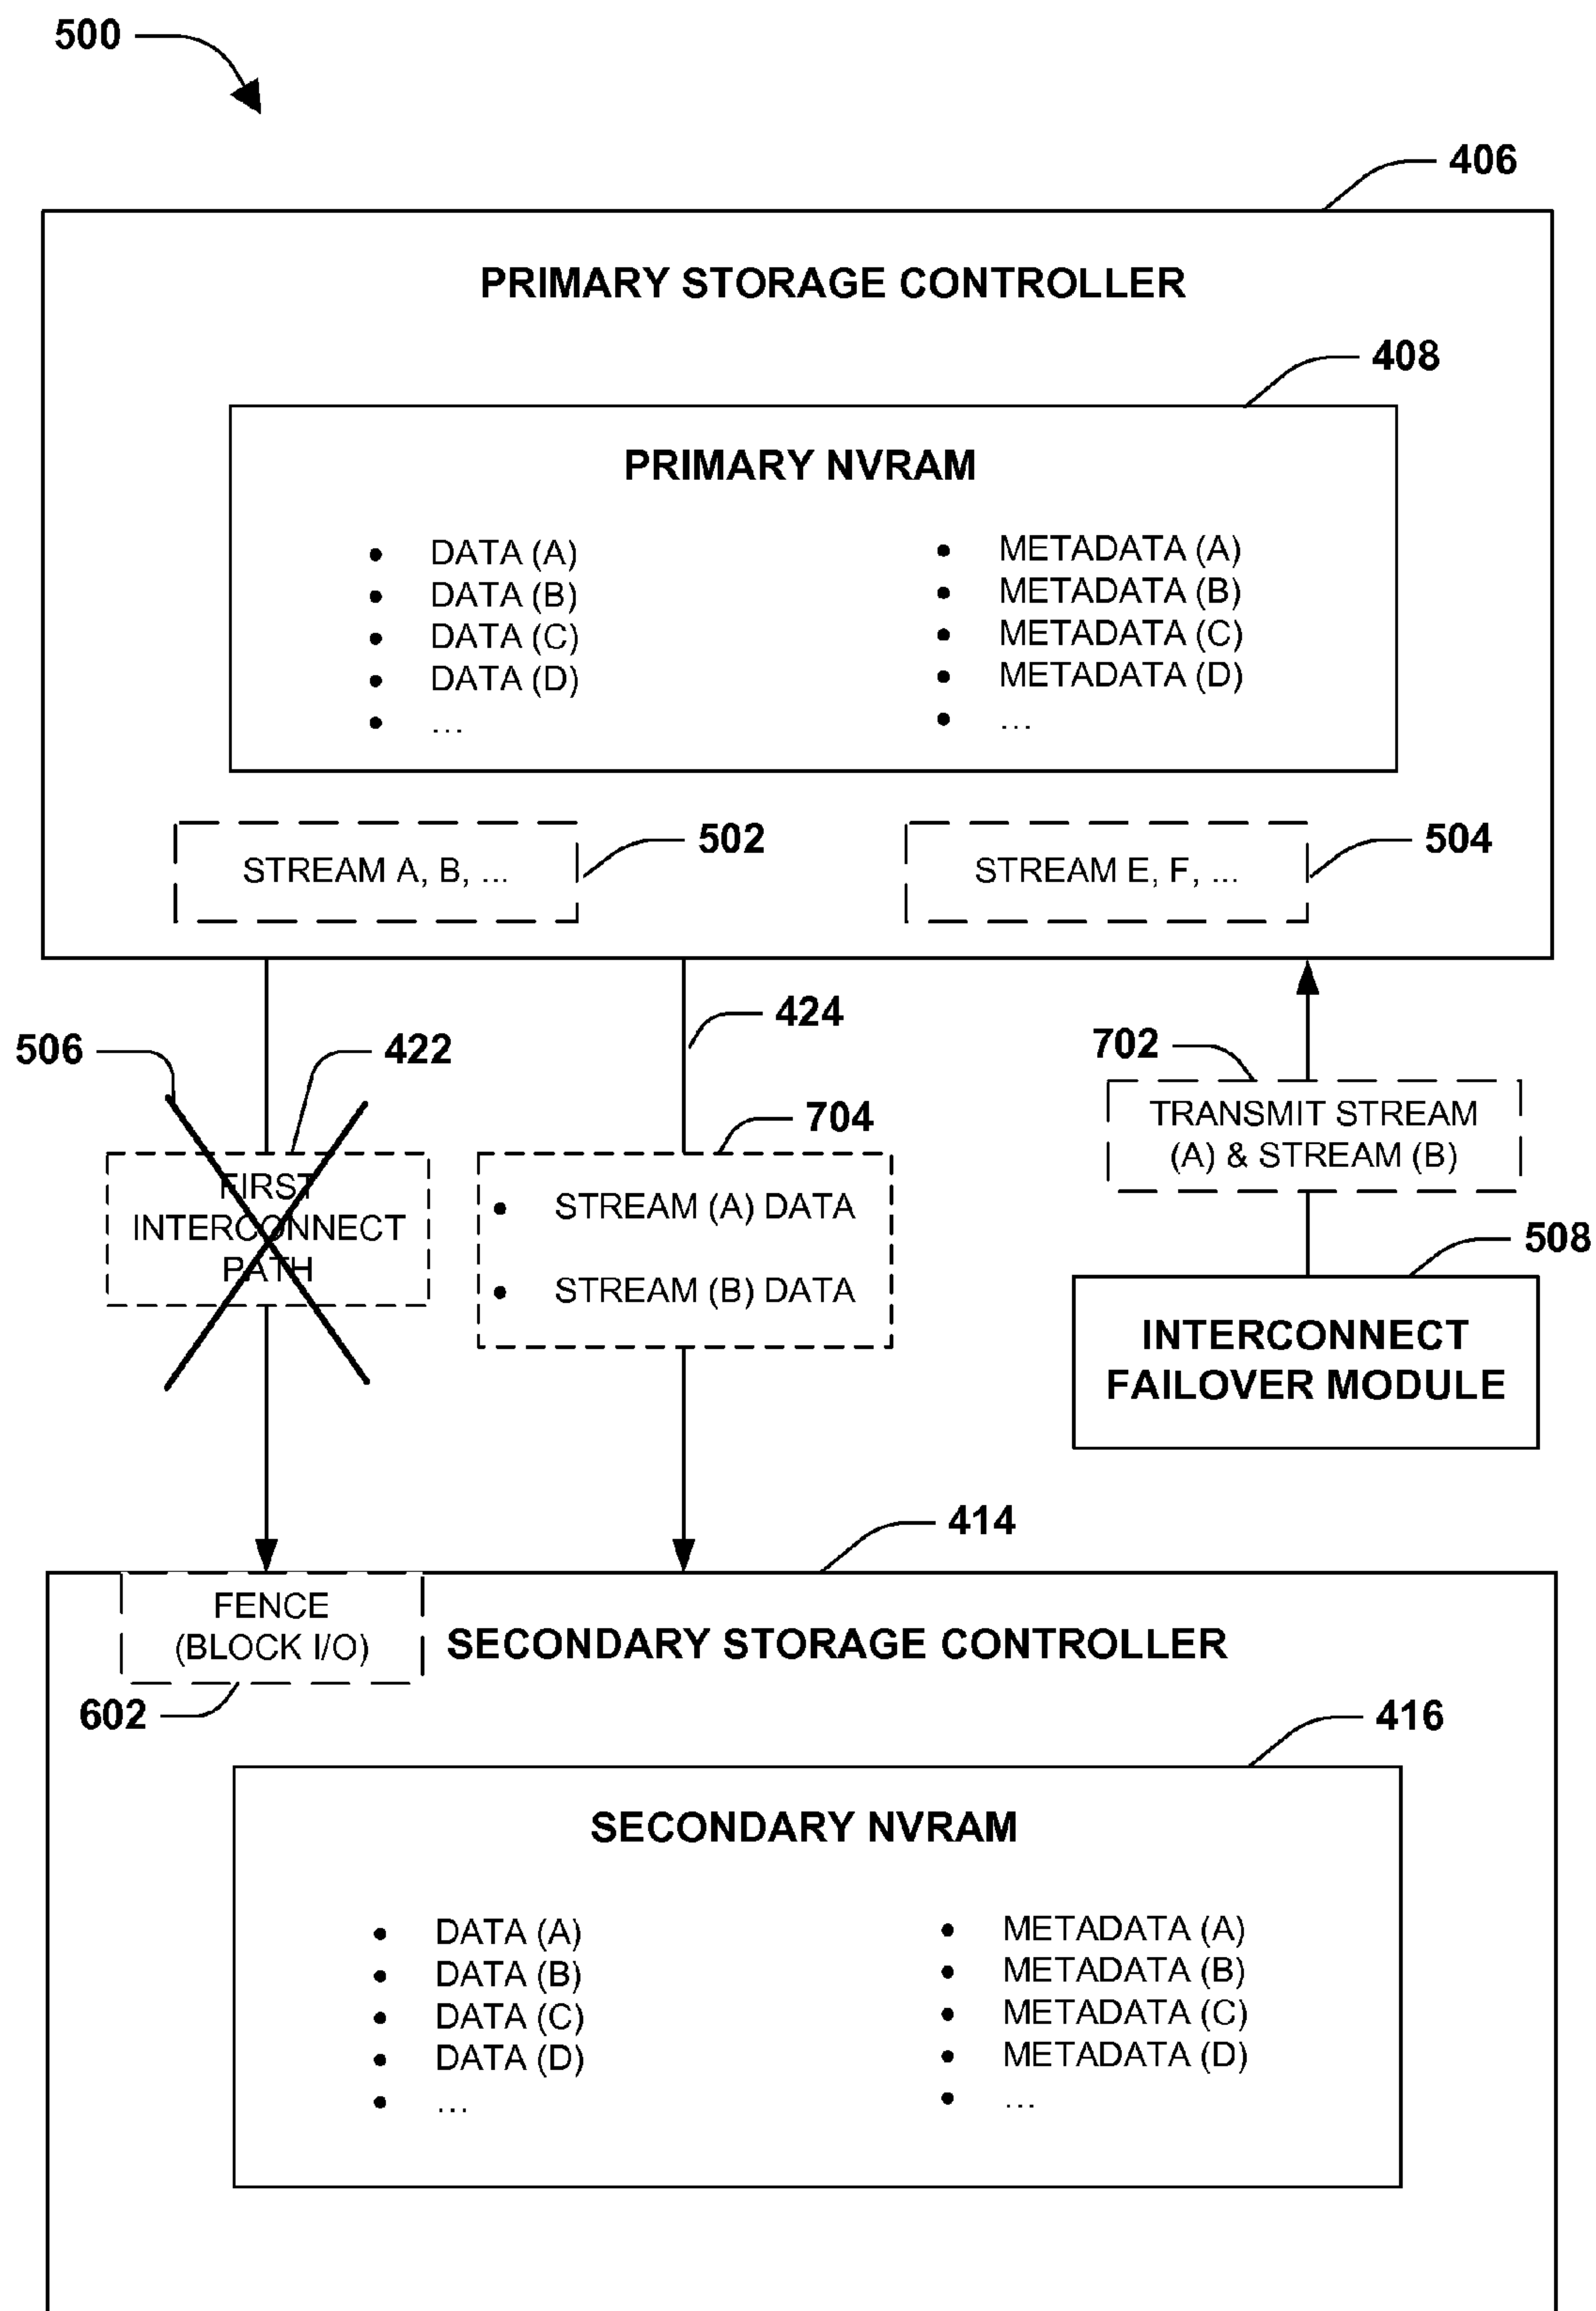 500
406
PRIMARY STORAGE CONTROLLER
408
PRIMARY NVRAM
• DATA (A)
• DATA (B)
• DATA (C)
• DATA (D)
• ...
• METADATA (A)
• METADATA (B)
• METADATA (C)
• METADATA (D)
• ...
502
STREAM A, B, ...
504
STREAM E, F, ...
506
422
FIRST
INTERCONNECT
PATH
424
704
• STREAM (A) DATA
• STREAM (B) DATA
702
TRANSMIT STREAM
(A) & STREAM (B)
508
INTERCONNECT
FAILOVER MODULE
414
FENCE
(BLOCK I/O)
602
SECONDARY STORAGE CONTROLLER
416
SECONDARY NVRAM
• DATA (A)
• DATA (B)
• DATA (C)
• DATA (D)
• ...
• METADATA (A)
• METADATA (B)
• METADATA (C)
• METADATA (D)
• ...